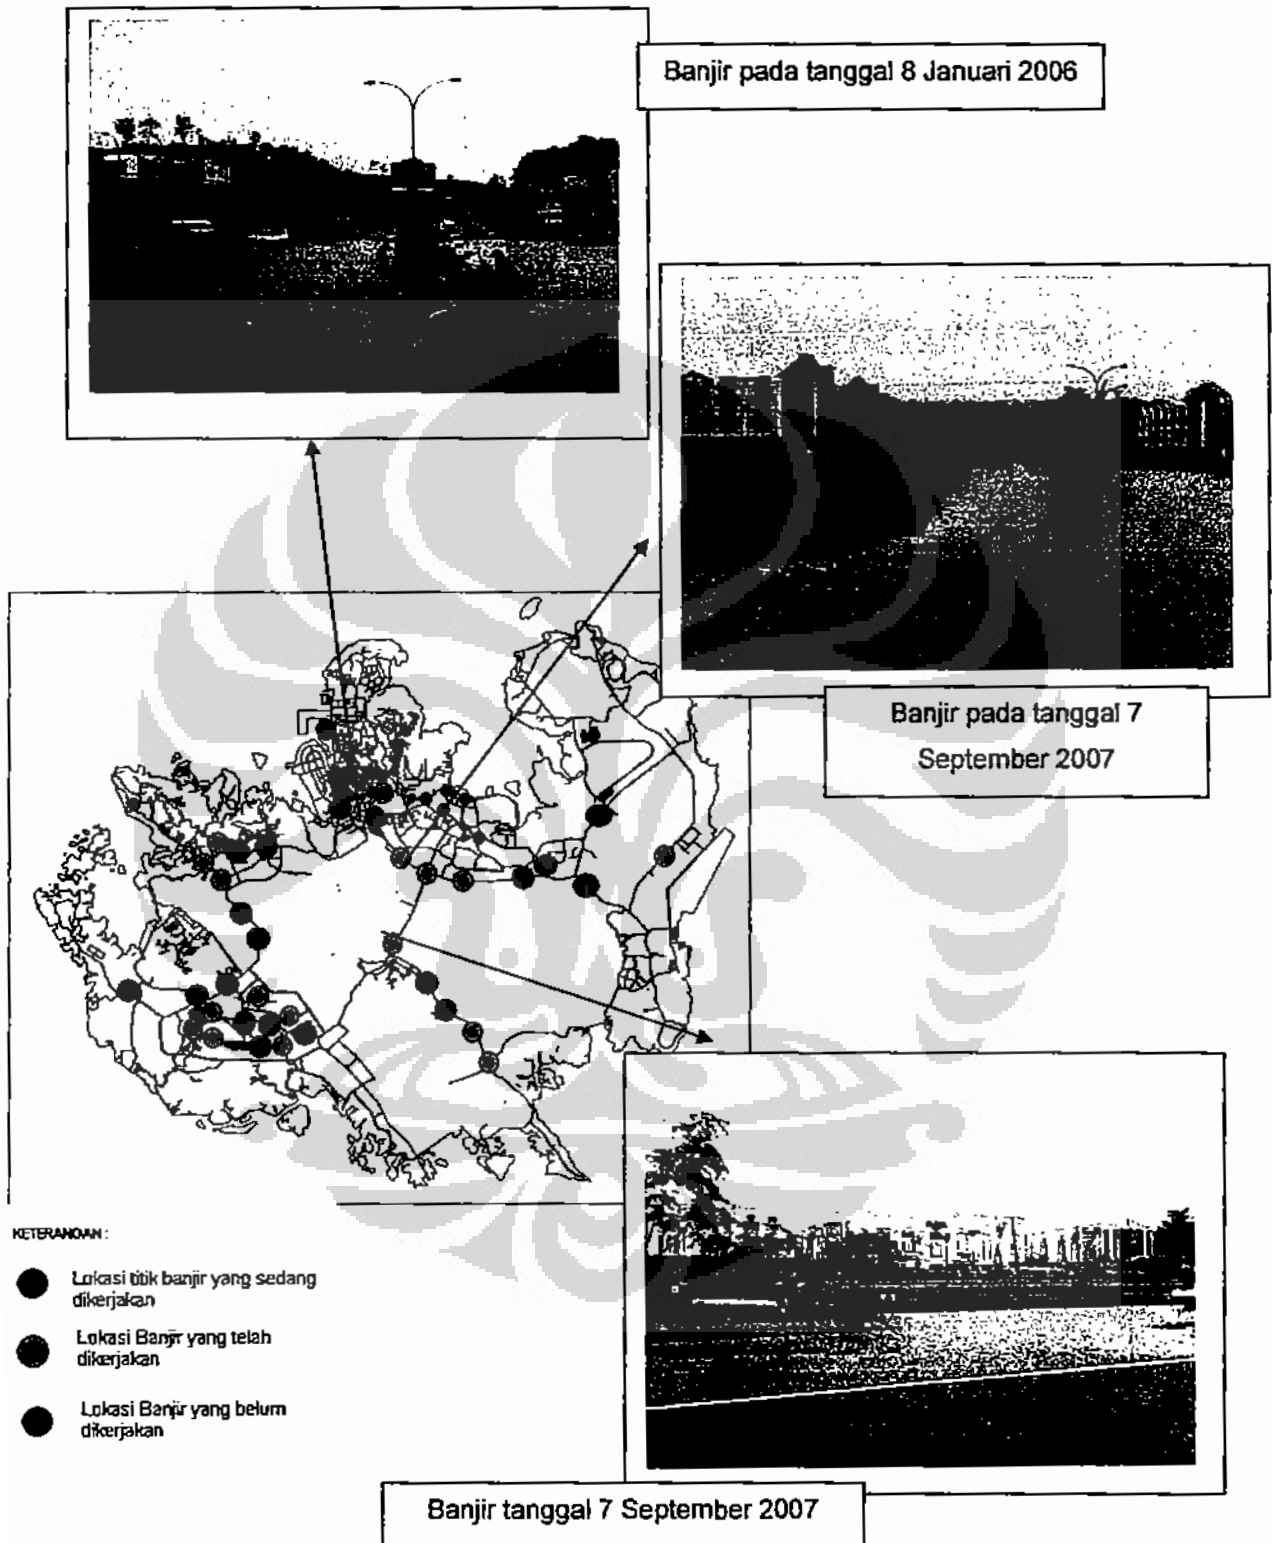 Banjir pada tanggal 8 Januari 2006
Banjir pada tanggal 7
September 2007
KETERANGAN :
Lokasi titik banjir yang sedang
dikerjakan
Lokasi Banjir yang telah
dikerjakan
Lokasi Banjir yang belum
dikerjakan
Banjir tanggal 7 September 2007